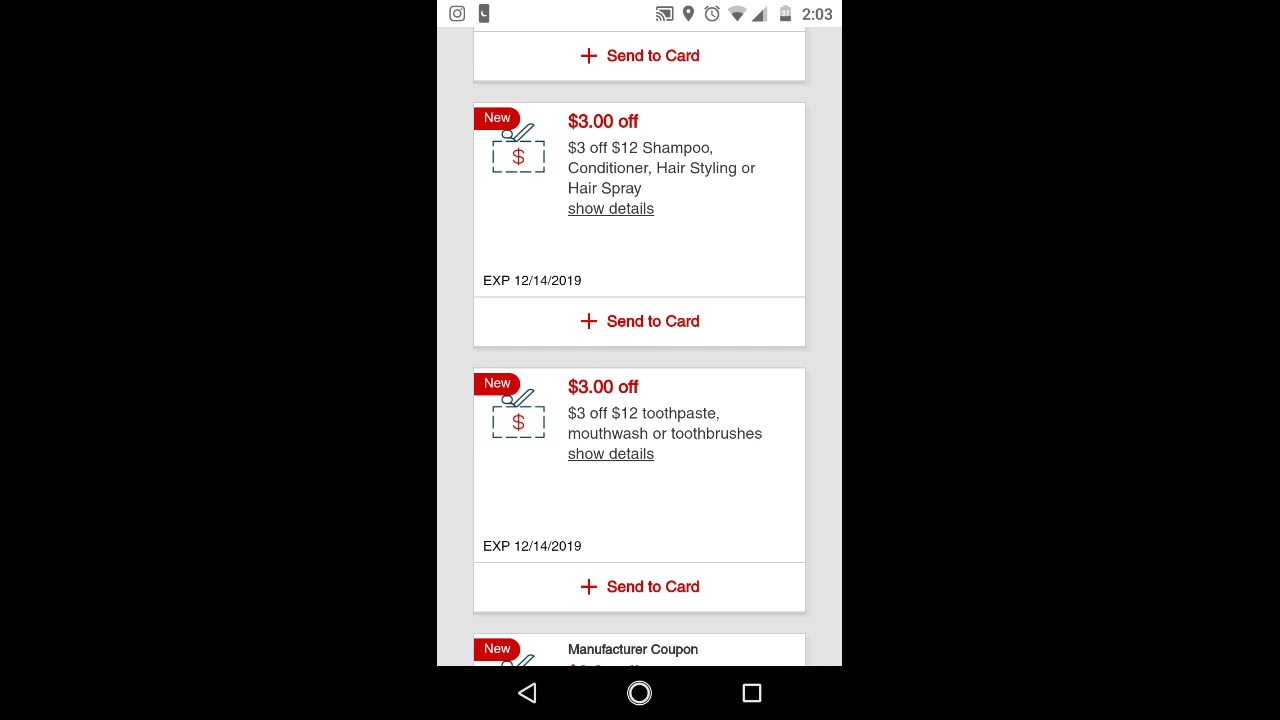 2:03
Send to Card
New
$3.00 off
$
$3 off $12 Shampoo,
Conditioner, Hair Styling or
Hair Spray
show details
EXP 12/14/2019
Send to Card
New
$3.00 off
$
$3 off $12 toothpaste,
mouthwash or toothbrushes
show details
EXP 12/14/2019
Send to Card
New
Manufacturer Coupon